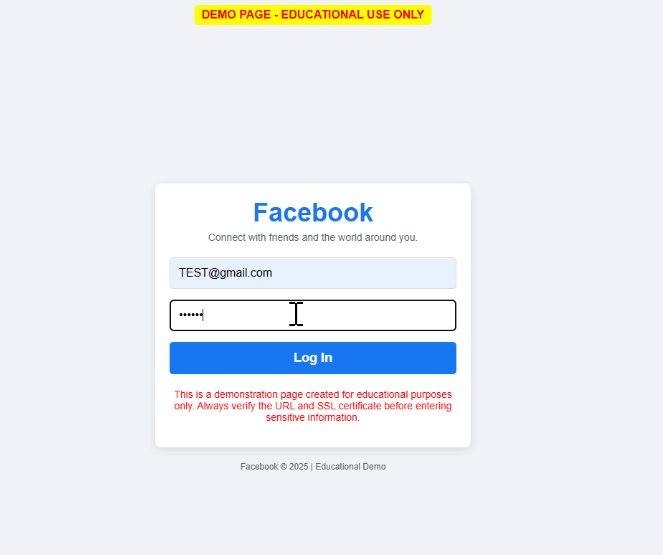 DEMO PAGE - EDUCATIONAL USE ONLY
Facebook
Connect with friends and the world around you.
TEST@gmail.com
••••••
Log In
This is a demonstration page created for educational purposes
only. Always verify the URL and SSL certificate before entering
sensitive information.
Facebook © 2025 | Educational Demo